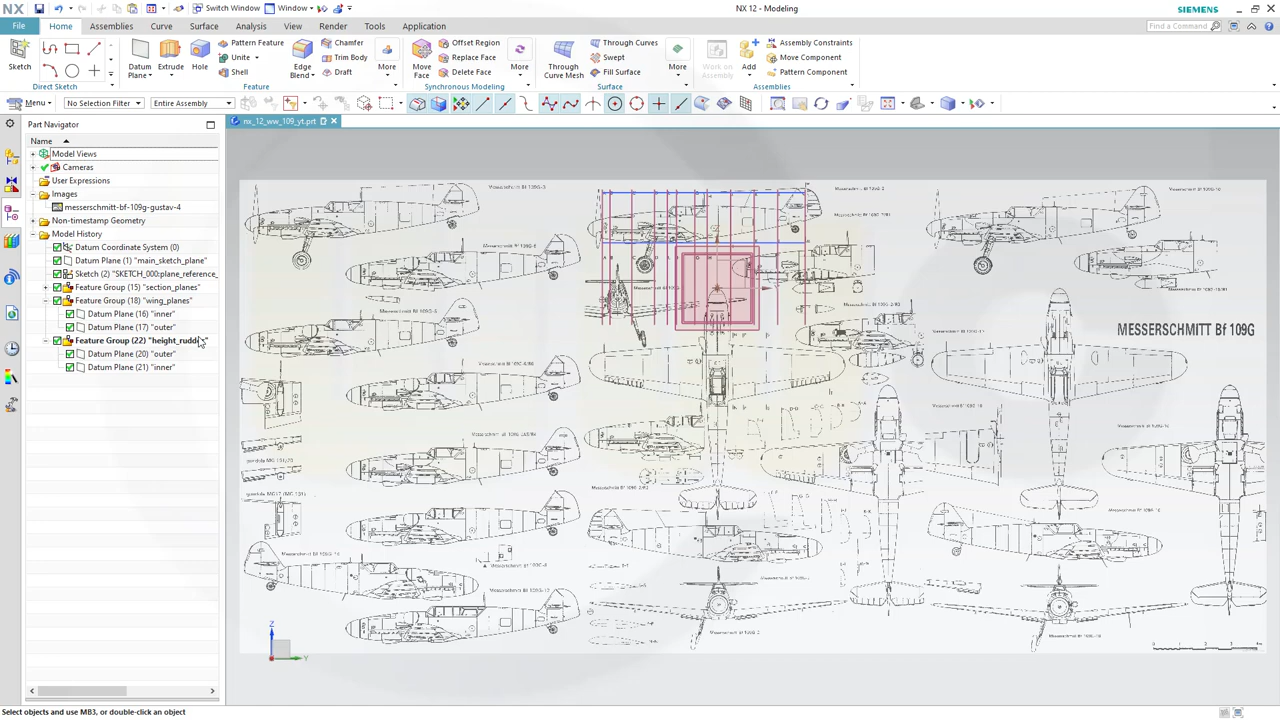 NX
Switch Window
Window
NX 12 - Modeling
SIEMENS
File
Home
Assemblies
Curve
Surface
Analysis
View
Render
Tools
Application
Find a Command
Sketch
Direct Sketch
Datum Plane
Extrude
Hole
Pattern Feature
Unite
Shell
Edge Blend
Chamfer
Trim Body
Draft
More
Feature
Move Face
Offset Region
Replace Face
Delete Face
More
Synchronous Modeling
Through Curve Mesh
Through Curves
Swept
Fill Surface
More
Surface
Work on Assembly
Add
Assembly Constraints
Move Component
Pattern Component
Assemblies
Menu
No Selection Filter
Entire Assembly
Part Navigator
nx_12_ww_109_yt.prt
Name
Model Views
Cameras
User Expressions
Images
messerschmitt-bf-109g-gustav-4
Non-timestamp Geometry
Model History
Datum Coordinate System (0)
Datum Plane (1) "main_sketch_plane"
Sketch (2) "SKETCH_000:plane_reference_
Feature Group (15) "section_planes"
Feature Group (18) "wing_planes"
Datum Plane (16) "inner"
Datum Plane (17) "outer"
Feature Group (22) "height_rudd
Datum Plane (20) "outer"
Datum Plane (21) "inner"
MESSERSCHMITT Bf 109G
Z
Y
Select objects and use MB3, or double-click an object